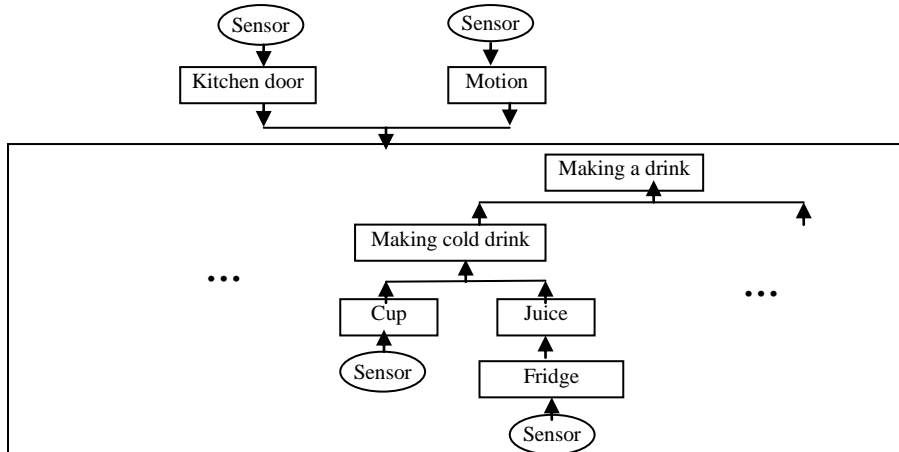 Sensor
Sensor
Kitchen door
Motion
Making a drink
Making cold drink
...
...
Cup
Juice
Sensor
Fridge
Sensor